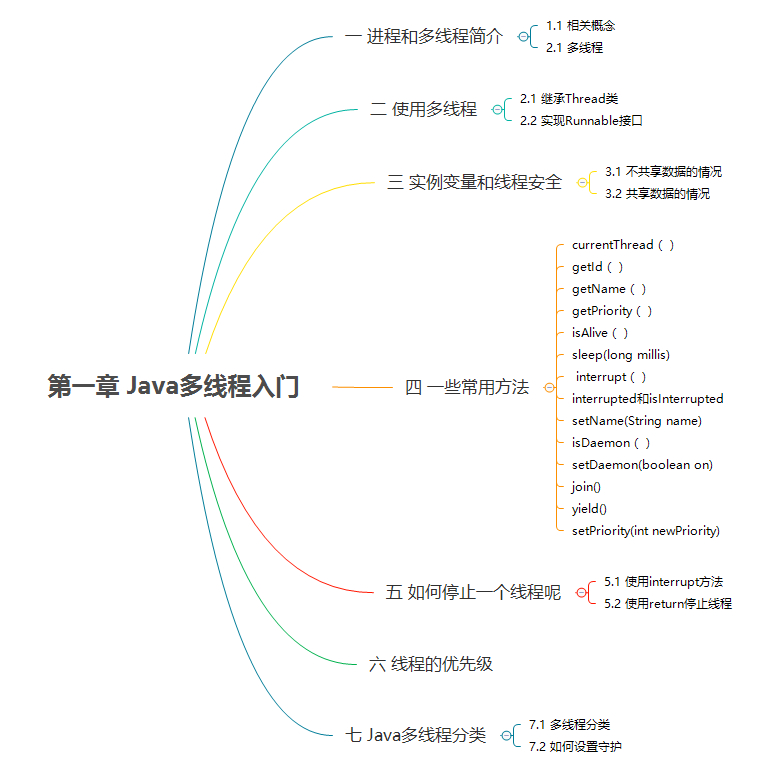 第一章 Java多线程入门
一 进程和多线程简介
1.1 相关概念
2.1 多线程
二 使用多线程
2.1 继承Thread类
2.2 实现Runnable接口
三 实例变量和线程安全
3.1 不共享数据的情况
3.2 共享数据的情况
四 一些常用方法
currentThread（ ）
getId（ ）
getName（ ）
getPriority（ ）
isAlive（ ）
sleep(long millis)
interrupt（ ）
interrupted和isInterrupted
setName(String name)
isDaemon（ ）
setDaemon(boolean on)
join()
yield()
setPriority(int newPriority)
五 如何停止一个线程呢
5.1 使用interrupt方法
5.2 使用return停止线程
六 线程的优先级
七 Java多线程分类
7.1 多线程分类
7.2 如何设置守护